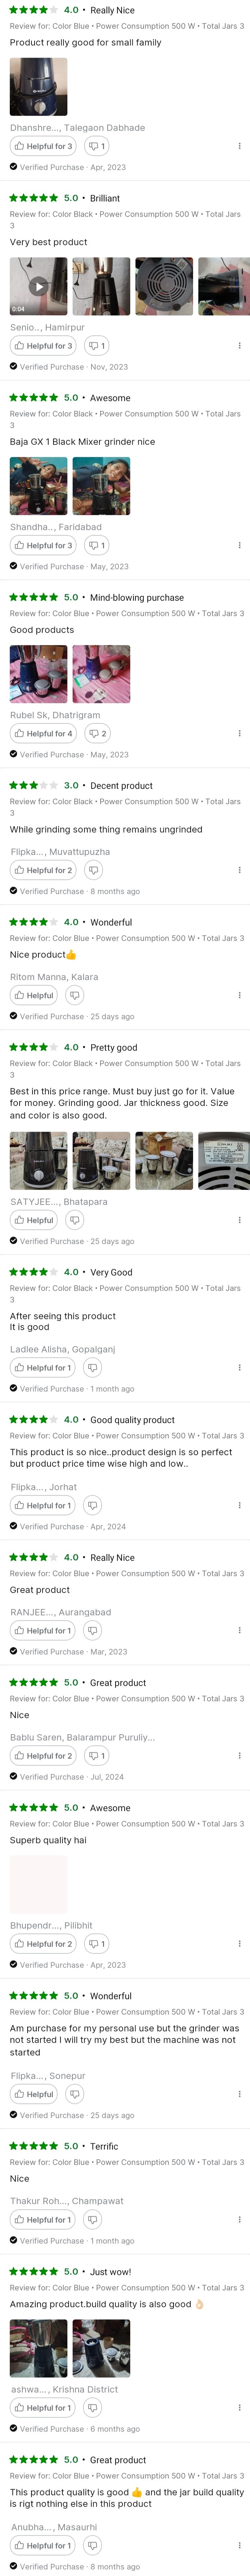 4.0 • Really Nice
Review for: Color Blue • Power Consumption 500 W • Total Jars 3
Product really good for small family
Dhanshre..., Talegaon Dabhade
Helpful for 3 1
Verified Purchase · Apr, 2023
5.0 • Brilliant
Review for: Color Black • Power Consumption 500 W • Total Jars
3
Very best product
0:04
Senio.., Hamirpur
Helpful for 3 1
Verified Purchase · Nov, 2023
5.0 • Awesome
Review for: Color Black • Power Consumption 500 W • Total Jars
3
Baja GX 1 Black Mixer grinder nice
Shandha.., Faridabad
Helpful for 3 1
Verified Purchase · May, 2023
5.0 • Mind-blowing purchase
Review for: Color Blue • Power Consumption 500 W • Total Jars 3
Good products
Rubel Sk, Dhatrigram
Helpful for 4 2
Verified Purchase · May, 2023
3.0 • Decent product
Review for: Color Black • Power Consumption 500 W • Total Jars
3
While grinding some thing remains ungrinded
Flipka..., Muvattupuzha
Helpful for 2
Verified Purchase · 8 months ago
4.0 • Wonderful
Review for: Color Blue • Power Consumption 500 W • Total Jars 3
Nice product👍
Ritom Manna, Kalara
Helpful
Verified Purchase · 25 days ago
4.0 • Pretty good
Review for: Color Black • Power Consumption 500 W • Total Jars
3
Best in this price range. Must buy just go for it. Value
for money. Grinding good. Jar thickness good. Size
and color is also good.
SATYJEE..., Bhatapara
Helpful
Verified Purchase · 25 days ago
4.0 • Very Good
Review for: Color Black • Power Consumption 500 W • Total Jars
3
After seeing this product
It is good
Ladlee Alisha, Gopalganj
Helpful for 1
Verified Purchase · 1 month ago
4.0 • Good quality product
Review for: Color Blue • Power Consumption 500 W • Total Jars 3
This product is so nice..product design is so perfect
but product price time wise high and low..
Flipka..., Jorhat
Helpful for 1
Verified Purchase · Apr, 2024
4.0 • Really Nice
Review for: Color Blue • Power Consumption 500 W • Total Jars 3
Great product
RANJEE..., Aurangabad
Helpful for 1
Verified Purchase · Mar, 2023
5.0 • Great product
Review for: Color Blue • Power Consumption 500 W • Total Jars 3
Nice
Bablu Saren, Balarampur Puruliy...
Helpful for 2 1
Verified Purchase · Jul, 2024
5.0 • Awesome
Review for: Color Blue • Power Consumption 500 W • Total Jars 3
Superb quality hai
Bhupendr..., Pilibhit
Helpful for 2 1
Verified Purchase · Apr, 2023
5.0 • Wonderful
Review for: Color Blue • Power Consumption 500 W • Total Jars 3
Am purchase for my personal use but the grinder was
not started I will try my best but the machine was not
started
Flipka..., Sonepur
Helpful
Verified Purchase · 25 days ago
5.0 • Terrific
Review for: Color Blue • Power Consumption 500 W • Total Jars 3
Nice
Thakur Roh..., Champawat
Helpful for 1
Verified Purchase · 1 month ago
5.0 • Just wow!
Review for: Color Blue • Power Consumption 500 W • Total Jars 3
Amazing product.build quality is also good 👌🏻
ashwa..., Krishna District
Helpful for 1
Verified Purchase · 6 months ago
5.0 • Great product
Review for: Color Blue • Power Consumption 500 W • Total Jars 3
This product quality is good 👍 and the jar build quality
is rigt nothing else in this product
Anubha..., Masaurhi
Helpful for 1
Verified Purchase · 8 months ago